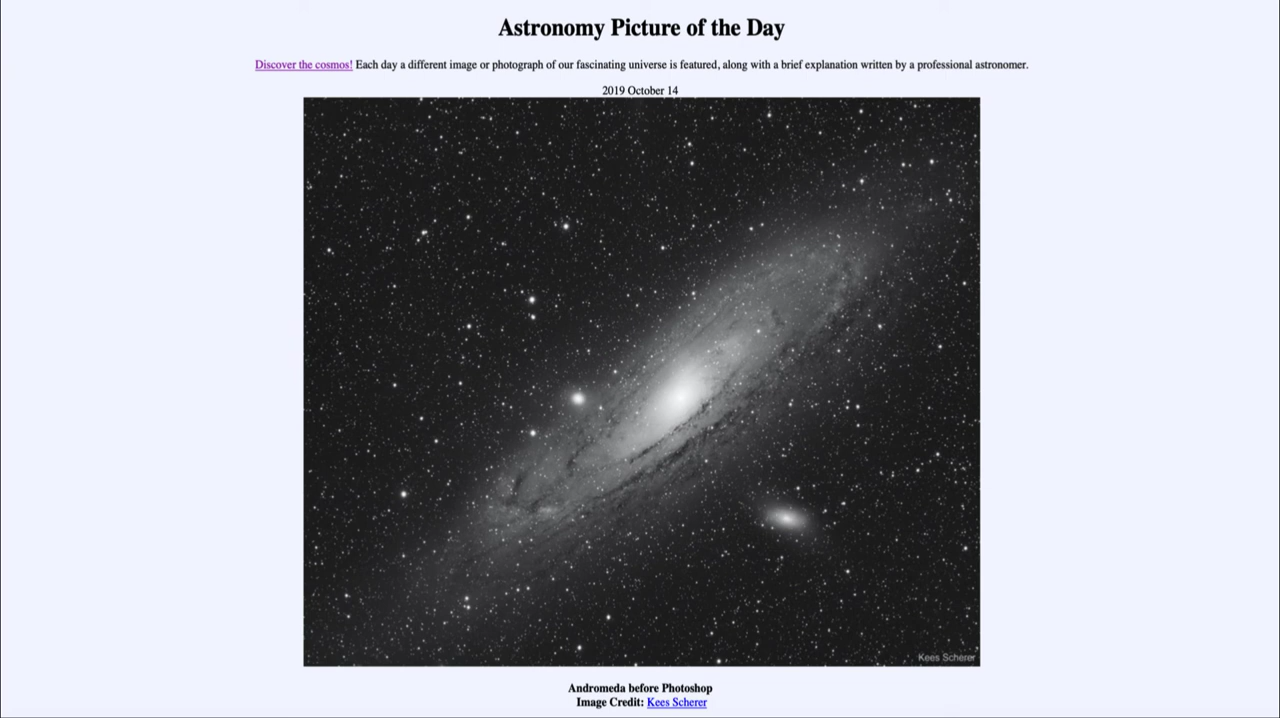 Astronomy Picture of the Day
Discover the cosmos! Each day a different image or photograph of our fascinating universe is featured, along with a brief explanation written by a professional astronomer.
2019 October 14
Kees Scherer
Andromeda before Photoshop
Image Credit: Kees Scherer